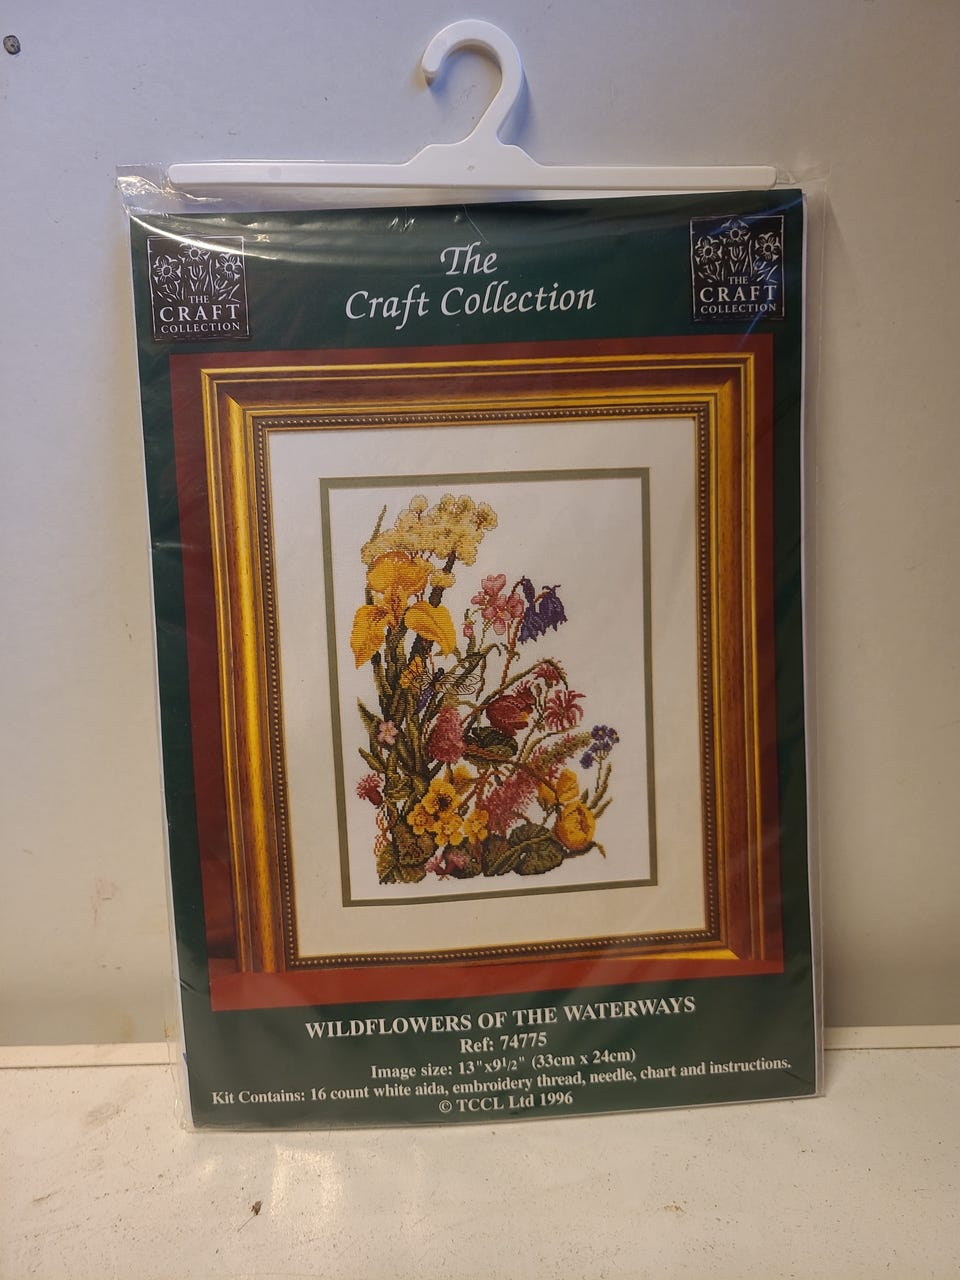 The
Craft Collection
THE
CRAFT
COLLECTION
THE
CRAFT
COLLECTION
WILDFLOWERS OF THE WATERWAYS
Ref: 74775
Image size: 13"x9½" (33cm x 24cm)
Kit Contains: 16 count white aida, embroidery thread, needle, chart and instructions.
© TCCL Ltd 1996